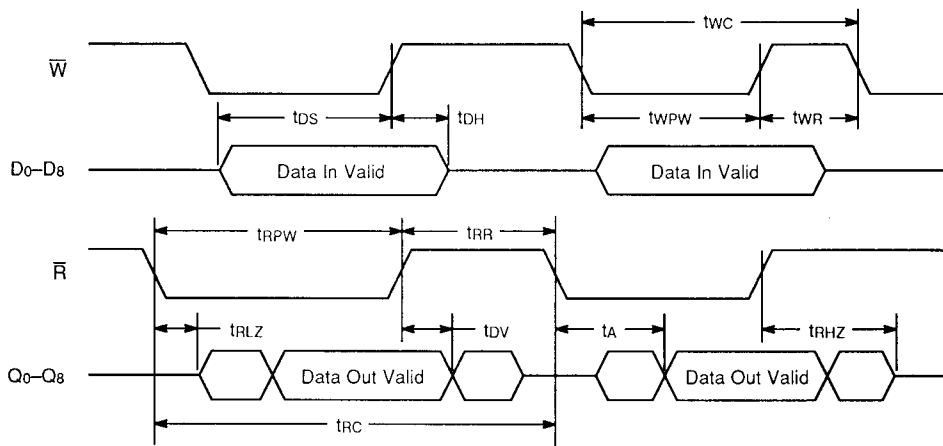 tWC
W̅
tDS
tDH
tWPW
tWR
D0–D8
Data In Valid
Data In Valid
tRPW
tRR
R̅
tRLZ
tDV
tA
tRHZ
Q0–Q8
Data Out Valid
Data Out Valid
tRC